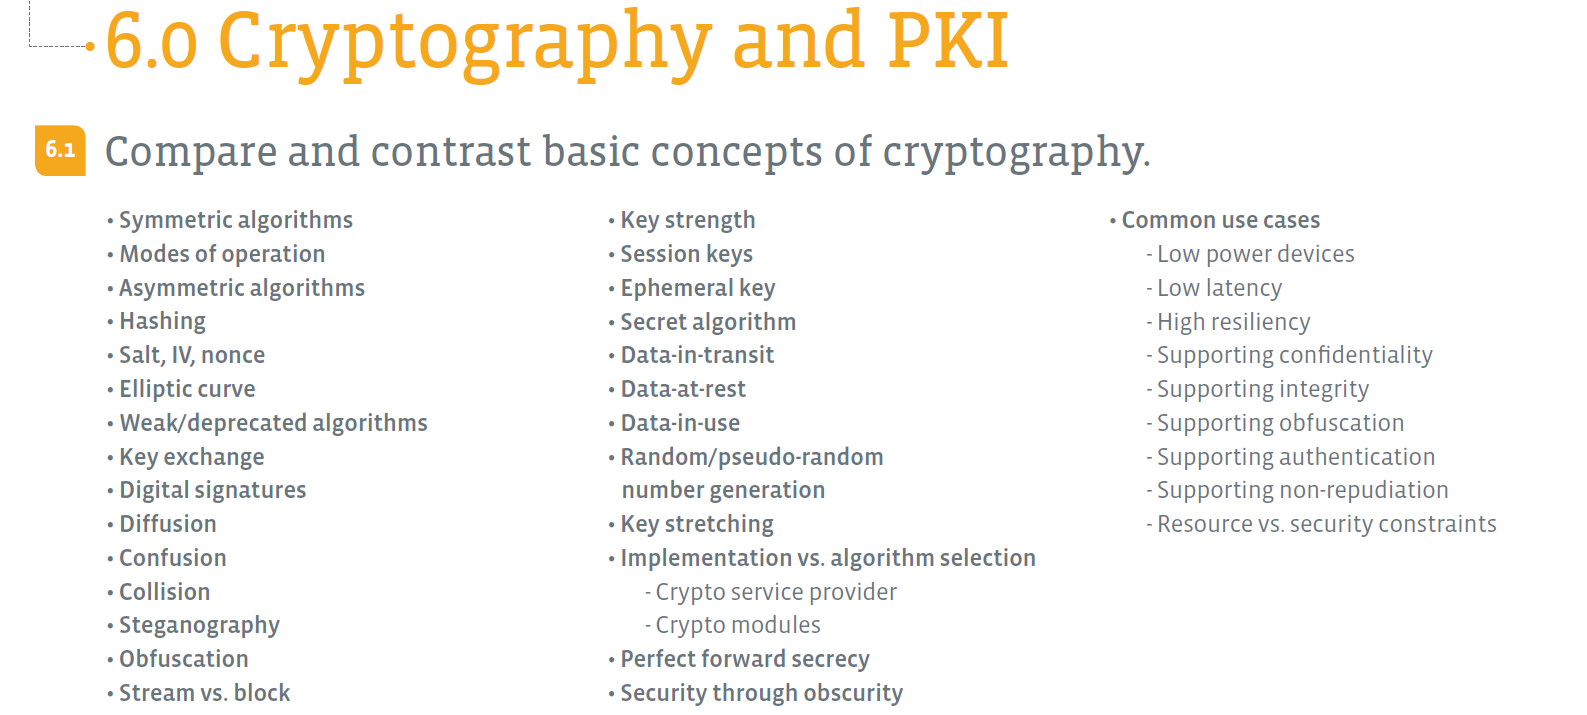 6.0 Cryptography and PKI
6.1 Compare and contrast basic concepts of cryptography.
• Symmetric algorithms
• Modes of operation
• Asymmetric algorithms
• Hashing
• Salt, IV, nonce
• Elliptic curve
• Weak/deprecated algorithms
• Key exchange
• Digital signatures
• Diffusion
• Confusion
• Collision
• Steganography
• Obfuscation
• Stream vs. block
• Key strength
• Session keys
• Ephemeral key
• Secret algorithm
• Data-in-transit
• Data-at-rest
• Data-in-use
• Random/pseudo-random
number generation
• Key stretching
• Implementation vs. algorithm selection
- Crypto service provider
- Crypto modules
• Perfect forward secrecy
• Security through obscurity
• Common use cases
- Low power devices
- Low latency
- High resiliency
- Supporting confidentiality
- Supporting integrity
- Supporting obfuscation
- Supporting authentication
- Supporting non-repudiation
- Resource vs. security constraints